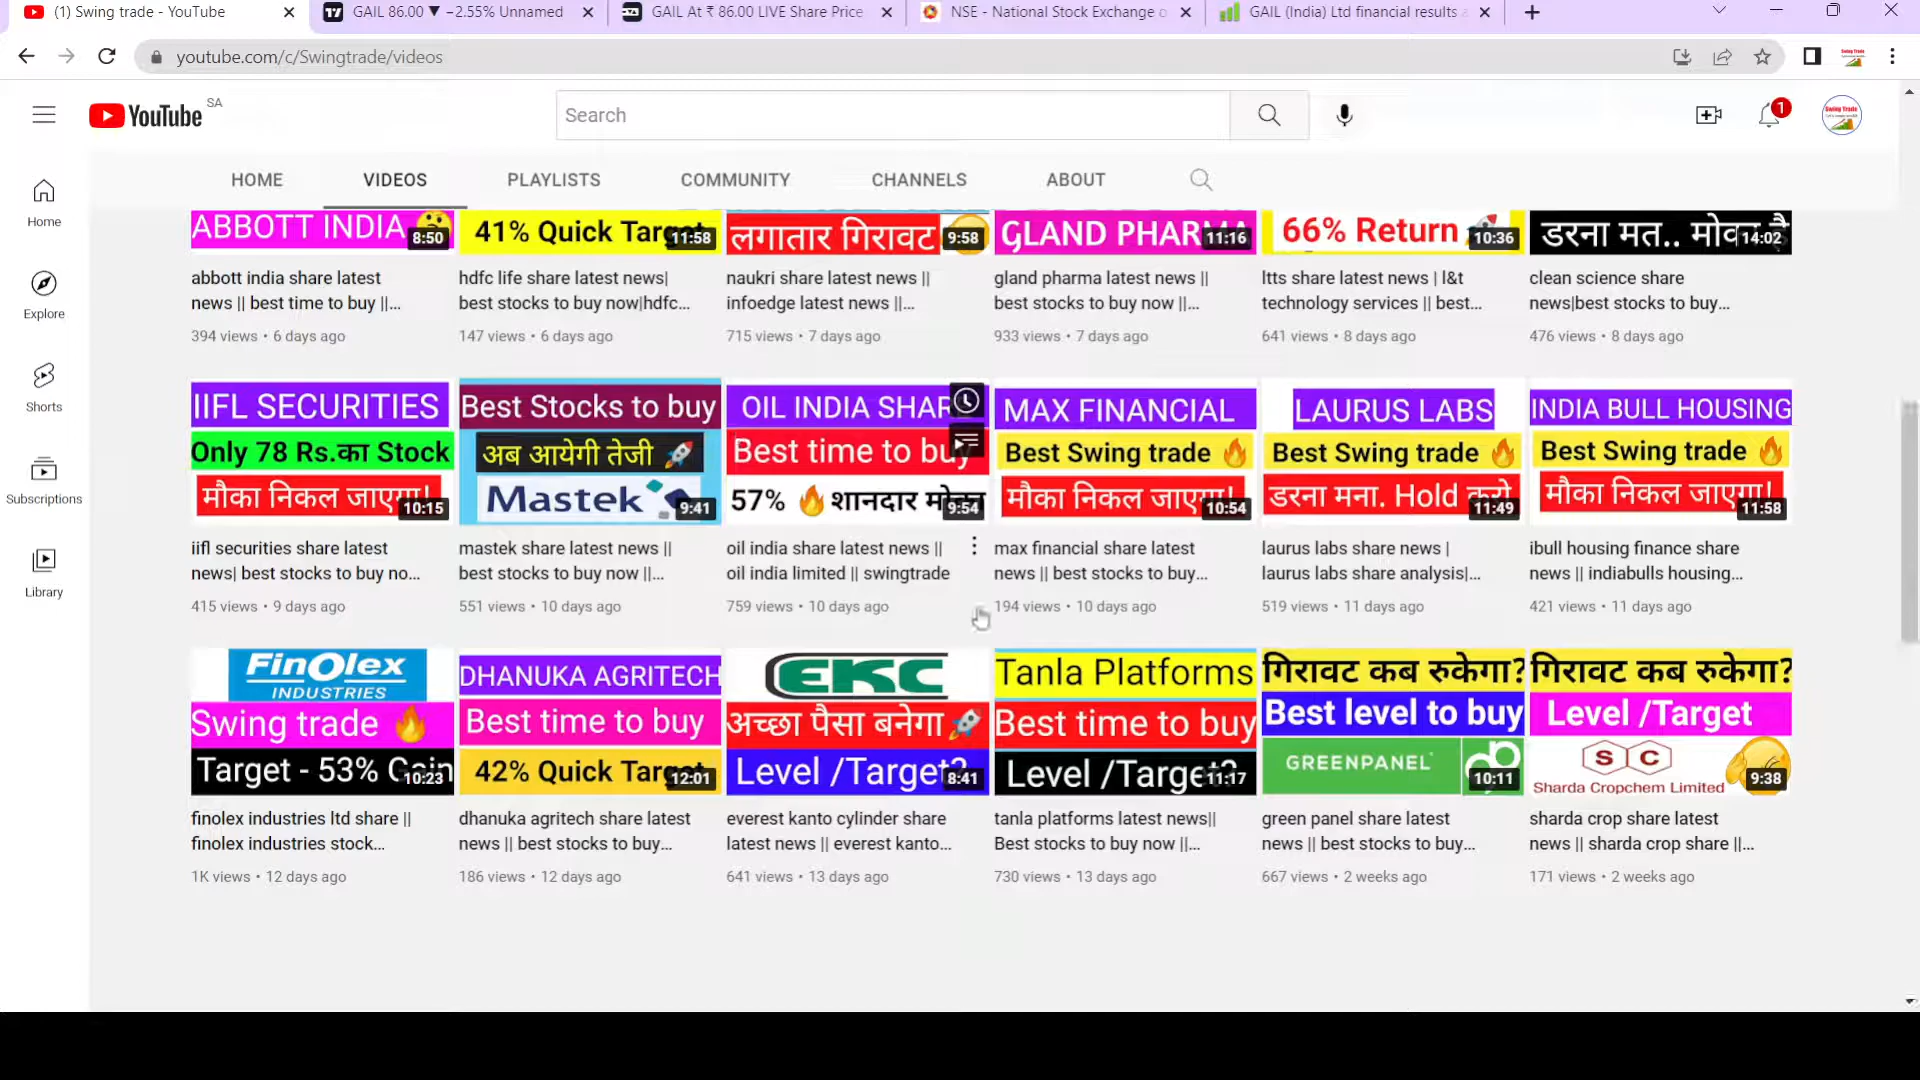 (1) Swing trade - YouTube
GAIL 86.00 ▼ −2.55% Unnamed
GAIL At ₹ 86.00 LIVE Share Price
NSE - National Stock Exchange o
GAIL (India) Ltd financial results a
youtube.com/c/Swingtrade/videos
YouTube
SA
Search
1
Swing Trade
HOME
VIDEOS
PLAYLISTS
COMMUNITY
CHANNELS
ABOUT
Home
Explore
Shorts
Subscriptions
Library
ABBOTT INDIA
8:50
41% Quick Target
11:58
लगातार गिरावट
9:58
GLAND PHARMA
11:16
66% Return
10:36
डरना मत.. मौका है
14:02
abbott india share latest
news || best time to buy ||...
394 views • 6 days ago
hdfc life share latest news|
best stocks to buy now|hdfc...
147 views • 6 days ago
naukri share latest news ||
infoedge latest news ||...
715 views • 7 days ago
gland pharma latest news ||
best stocks to buy now ||...
933 views • 7 days ago
ltts share latest news | l&t
technology services || best...
641 views • 8 days ago
clean science share
news|best stocks to buy...
476 views • 8 days ago
IIFL SECURITIES
Only 78 Rs.का Stock
मौका निकल जाएगा!
10:15
Best Stocks to buy
अब आयेगी तेजी
Mastek
9:41
OIL INDIA SHAR
Best time to buy
57% शानदार मौका
9:54
MAX FINANCIAL
Best Swing trade
मौका निकल जाएगा!
10:54
LAURUS LABS
Best Swing trade
डरना मना. Hold करो
11:49
INDIA BULL HOUSING
Best Swing trade
मौका निकल जाएगा!
11:58
iifl securities share latest
news| best stocks to buy no...
415 views • 9 days ago
mastek share latest news ||
best stocks to buy now ||...
551 views • 10 days ago
oil india share latest news ||
oil india limited || swingtrade
759 views • 10 days ago
max financial share latest
news || best stocks to buy...
194 views • 10 days ago
laurus labs share news |
laurus labs share analysis|...
519 views • 11 days ago
ibull housing finance share
news || indiabulls housing...
421 views • 11 days ago
FinOlex
INDUSTRIES
Swing trade
Target - 53% Gain
10:23
DHANUKA AGRITECH
Best time to buy
42% Quick Target
12:01
EKC
अच्छा पैसा बनेगा
Level /Target?
8:41
Tanla Platforms
Best time to buy
Level /Target?
11:17
गिरावट कब रुकेगा?
Best level to buy
GREENPANEL
10:11
गिरावट कब रुकेगा?
Level /Target
S C
Sharda Cropchem Limited
9:38
finolex industries ltd share ||
finolex industries stock...
1K views • 12 days ago
dhanuka agritech share latest
news || best stocks to buy...
186 views • 12 days ago
everest kanto cylinder share
latest news || everest kanto...
641 views • 13 days ago
tanla platforms latest news||
Best stocks to buy now ||...
730 views • 13 days ago
green panel share latest
news || best stocks to buy...
667 views • 2 weeks ago
sharda crop share latest
news || sharda crop share ||...
171 views • 2 weeks ago